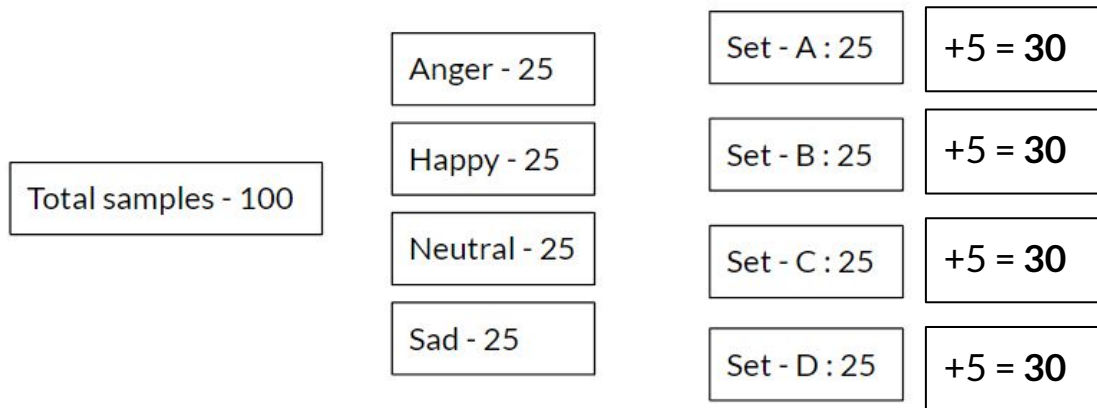 Total samples - 100
Anger - 25
Happy - 25
Neutral - 25
Sad - 25
Set - A : 25
+5 = 30
Set - B : 25
+5 = 30
Set - C : 25
+5 = 30
Set - D : 25
+5 = 30